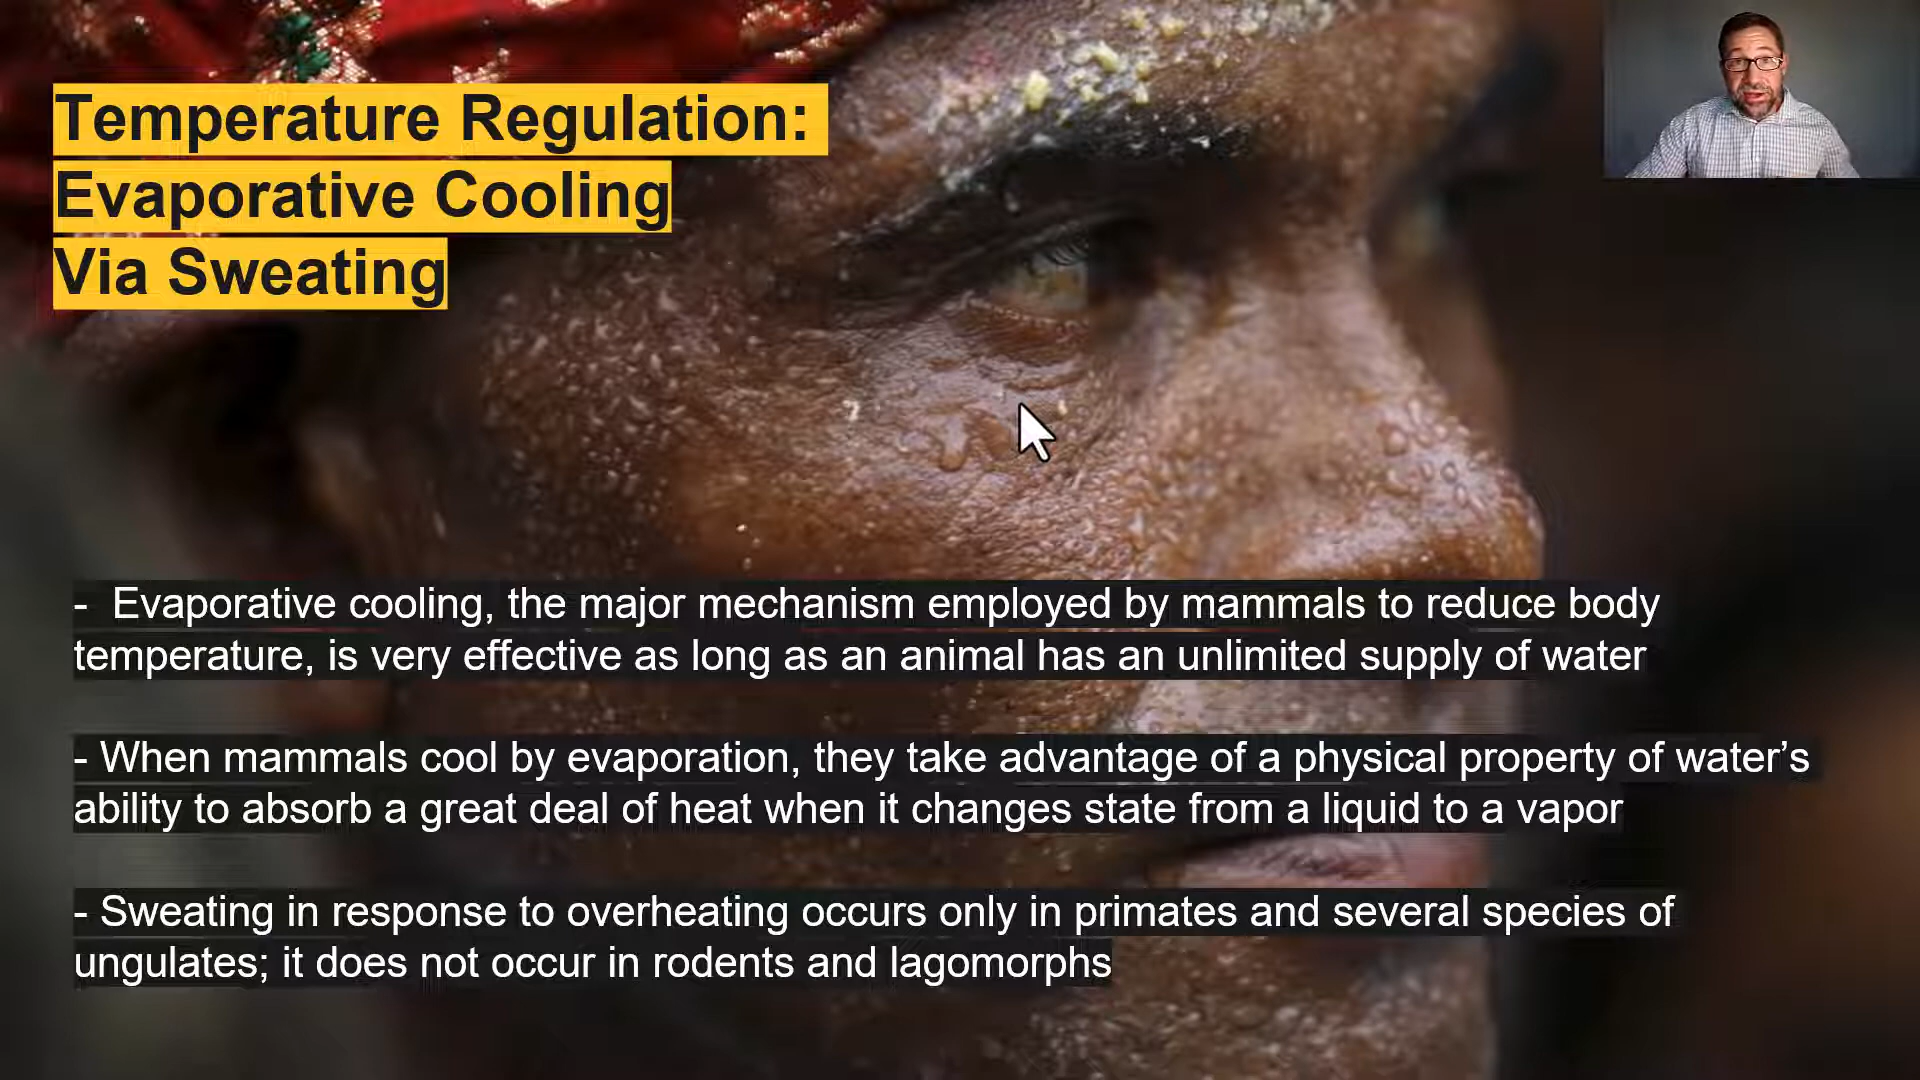 Temperature Regulation:
Evaporative Cooling
Via Sweating
-  Evaporative cooling, the major mechanism employed by mammals to reduce body
temperature, is very effective as long as an animal has an unlimited supply of water
- When mammals cool by evaporation, they take advantage of a physical property of water’s
ability to absorb a great deal of heat when it changes state from a liquid to a vapor
- Sweating in response to overheating occurs only in primates and several species of
ungulates; it does not occur in rodents and lagomorphs